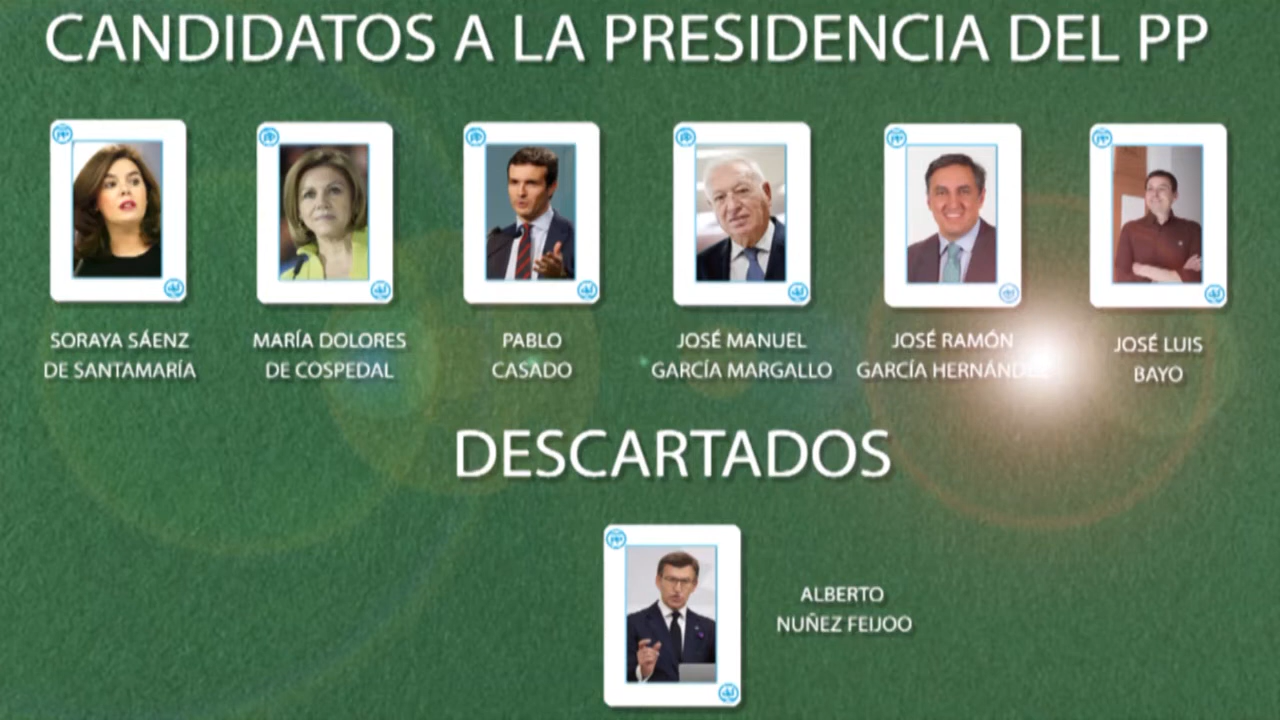 CANDIDATOS A LA PRESIDENCIA DEL PP
SORAYA SÁENZ
DE SANTAMARÍA
MARÍA DOLORES
DE COSPEDAL
PABLO
CASADO
JOSÉ MANUEL
GARCÍA MARGALLO
JOSÉ RAMÓN
GARCÍA
JOSÉ LUIS
BAYO
DESCARTADOS
ALBERTO
NUÑEZ FEIJOO